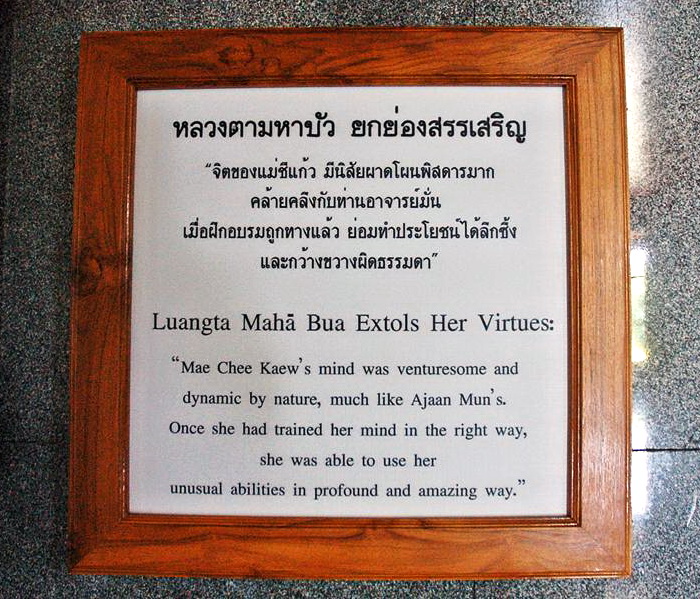 หลวงตามหาบัว ยกย่องสรรเสริญ
“จิตของแม่ชีแก้ว มีนิสัยผาดโผนพิสดารมาก
คล้ายคลึงกับท่านอาจารย์มั่น
เมื่อฝึกอบรมถูกทางแล้ว ย่อมทำประโยชน์ได้ลึกซึ้ง
และกว้างขวางผิดธรรมดา”
Luangta Mahā Bua Extols Her Virtues:
“Mae Chee Kaew’s mind was venturesome and
dynamic by nature, much like Ajaan Mun’s.
Once she had trained her mind in the right way,
she was able to use her
unusual abilities in profound and amazing way.”